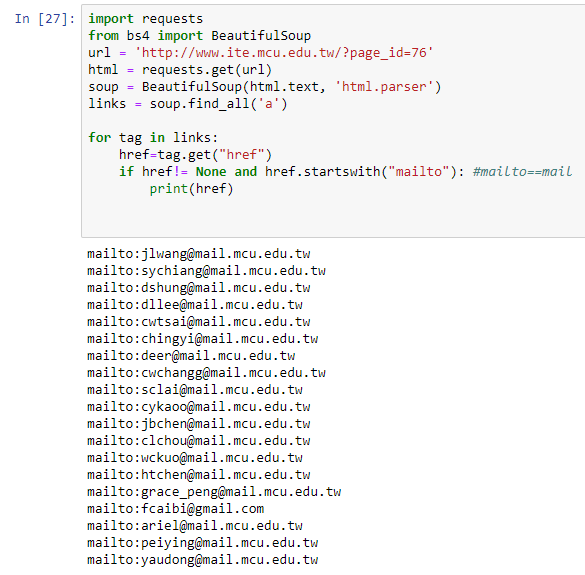 In [27]: import requests
from bs4 import BeautifulSoup
url = 'http://www.ite.mcu.edu.tw/?page_id=76'
html = requests.get(url)
soup = BeautifulSoup(html.text, 'html.parser')
links = soup.find_all('a')
for tag in links:
    href=tag.get("href")
    if href!= None and href.startswith("mailto"): #mailto==mail
        print(href)
mailto:jlwang@mail.mcu.edu.tw
mailto:sychiang@mail.mcu.edu.tw
mailto:dshung@mail.mcu.edu.tw
mailto:dllee@mail.mcu.edu.tw
mailto:cwtsai@mail.mcu.edu.tw
mailto:chingyi@mail.mcu.edu.tw
mailto:deer@mail.mcu.edu.tw
mailto:cwchangg@mail.mcu.edu.tw
mailto:sclai@mail.mcu.edu.tw
mailto:cykaoo@mail.mcu.edu.tw
mailto:jbchen@mail.mcu.edu.tw
mailto:clchou@mail.mcu.edu.tw
mailto:wckuo@mail.mcu.edu.tw
mailto:htchen@mail.mcu.edu.tw
mailto:grace_peng@mail.mcu.edu.tw
mailto:fcaibi@gmail.com
mailto:ariel@mail.mcu.edu.tw
mailto:peiying@mail.mcu.edu.tw
mailto:yaudong@mail.mcu.edu.tw